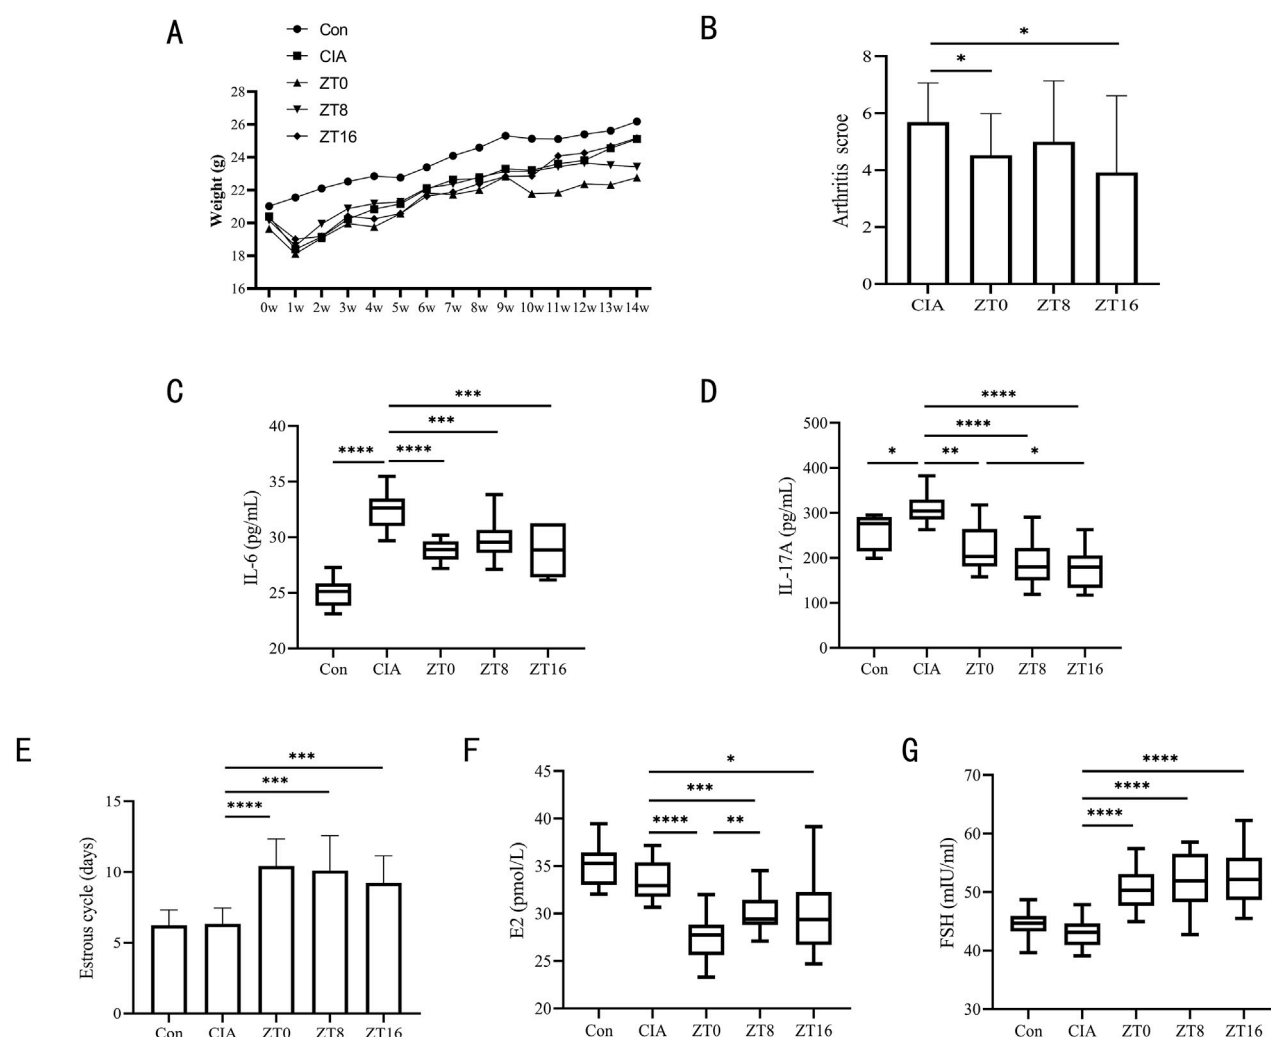 A
Con
CIA
ZT0
ZT8
ZT16
Weight (g)
28
26
24
22
20
18
16
0w 1w 2w 3w 4w 5w 6w 7w 8w 9w 10w 11w 12w 13w 14w
B
*
*
Arthritis scroe
8
6
4
2
0
CIA ZT0 ZT8 ZT16
C
***
***
**** ****
IL-6 (pg/mL)
40
35
30
25
20
Con CIA ZT0 ZT8 ZT16
D
****
****
* ** *
IL-17A (pg/mL)
500
400
300
200
100
0
Con CIA ZT0 ZT8 ZT16
E
***
***
****
Estrous cycle (days)
15
10
5
0
Con CIA ZT0 ZT8 ZT16
F
*
***
**** **
E2 (pmol/L)
45
40
35
30
25
20
Con CIA ZT0 ZT8 ZT16
G
****
****
****
FSH (mIU/ml)
70
60
50
40
30
Con CIA ZT0 ZT8 ZT16